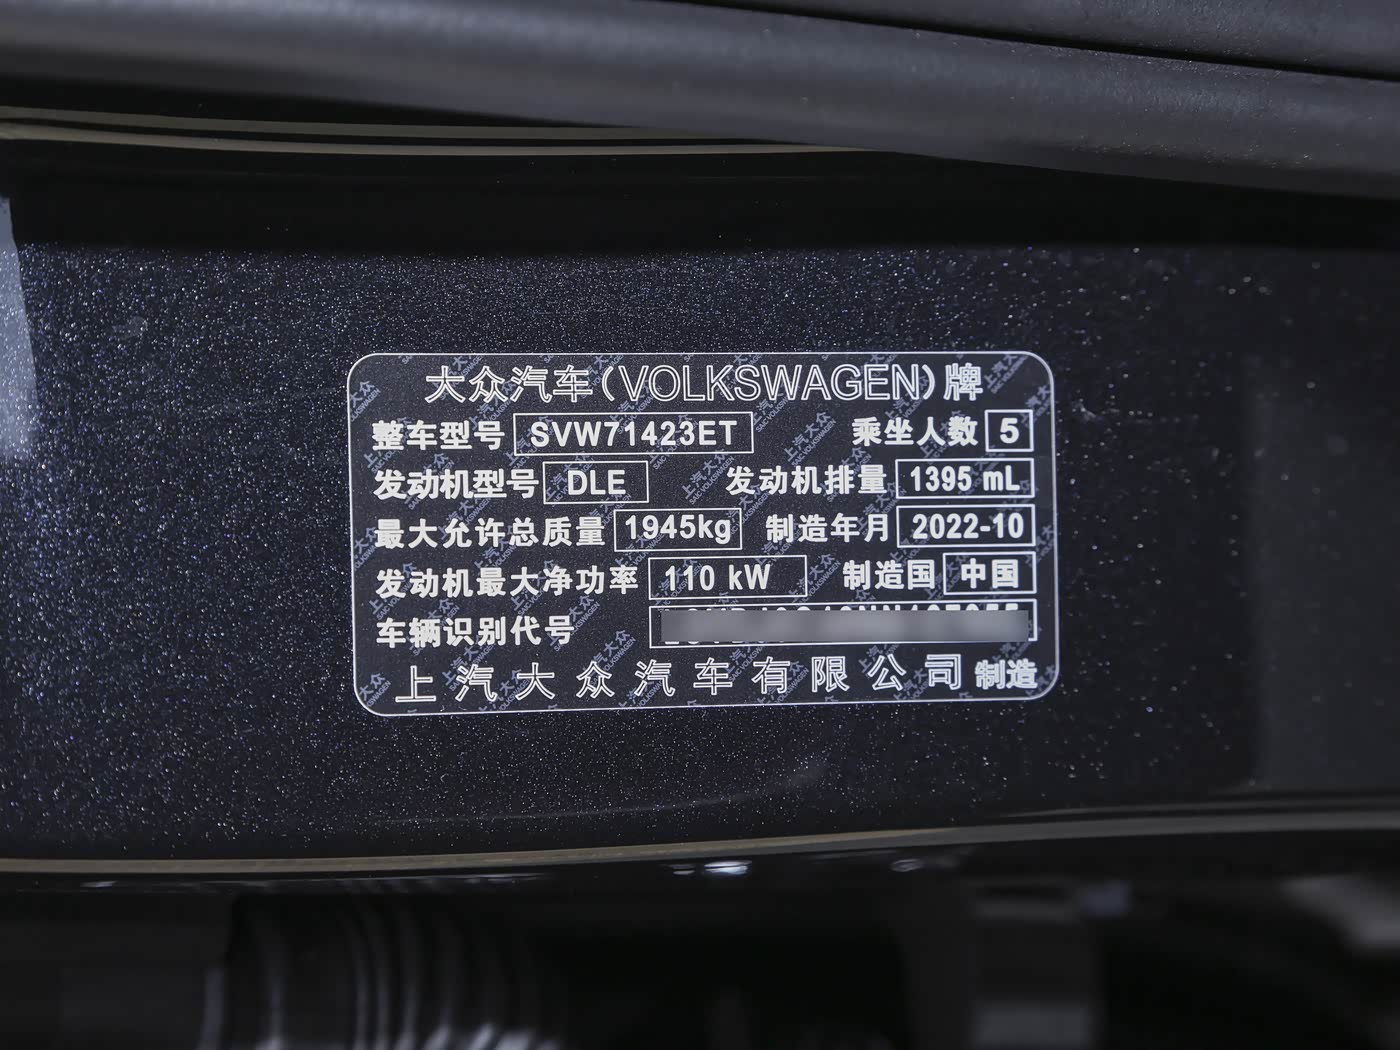 大众汽车(VOLKSWAGEN)牌
整车型号 SVW71423ET 乘坐人数 5
发动机型号 DLE 发动机排量 1395 mL
最大允许总质量 1945kg 制造年月 2022-10
发动机最大净功率 110 kW 制造国 中国
车辆识别代号
上汽大众汽车有限公司 制造